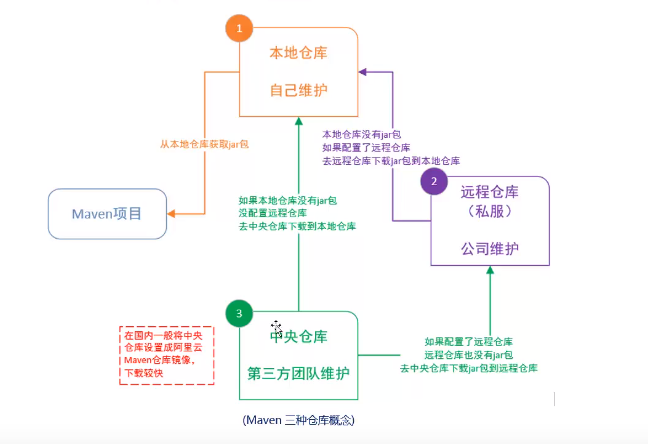 1
本地仓库
自己维护
从本地仓库获取jar包
本地仓库没有jar包
如果配置了远程仓库
去远程仓库下载jar包到本地仓库
2
远程仓库
（私服）
公司维护
Maven项目
如果本地仓库没有jar包
没配置远程仓库
去中央仓库下载到本地仓库
3
中央仓库
第三方团队维护
在国内一般将中央
仓库设置成阿里云
Maven仓库镜像，
下载较快
如果配置了远程仓库
远程仓库也没有jar包
去中央仓库下载jar包到远程仓库
(Maven 三种仓库概念)